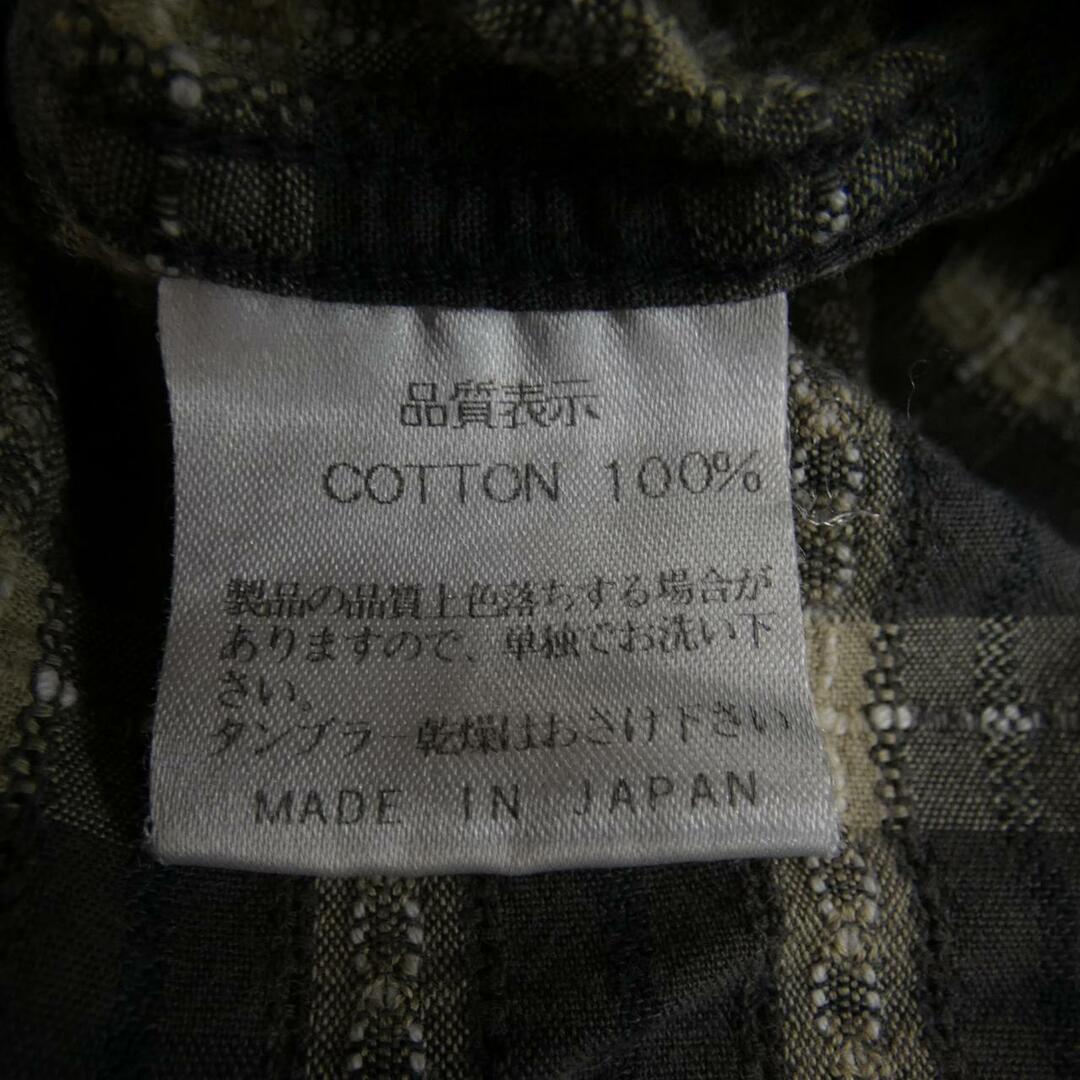 品質表示
COTTON 100%
製品の品質上色落ちする場合が
ありますので、単独でお洗い下
さい。
タンブラー乾燥はおさけ下さい
MADE IN JAPAN